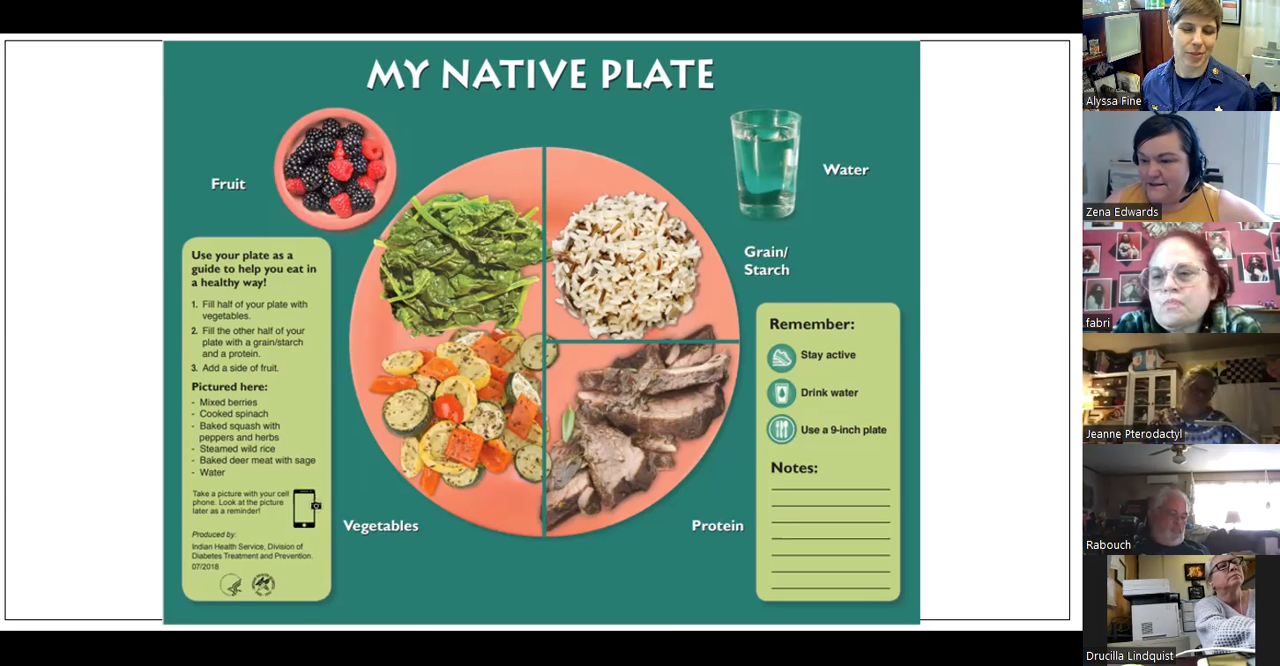 MY NATIVE PLATE
Fruit
Water
Grain/
Starch
Use your plate as a
guide to help you eat in
a healthy way!
1. Fill half of your plate with
vegetables.
2. Fill the other half of your
plate with a grain/starch
and a protein.
3. Add a side of fruit.
Pictured here:
- Mixed berries
- Cooked spinach
- Baked squash with
peppers and herbs
- Steamed wild rice
- Baked deer meat with sage
- Water
Take a picture with your cell
phone. Look at the picture
later as a reminder!
Produced by:
Indian Health Service, Division of
Diabetes Treatment and Prevention.
07/2018
Vegetables
Protein
Remember:
Stay active
Drink water
Use a 9-inch plate
Notes:
Alyssa Fine
Zena Edwards
fabri
Jeanne Pterodactyl
Rabouch
Drucilla Lindquist